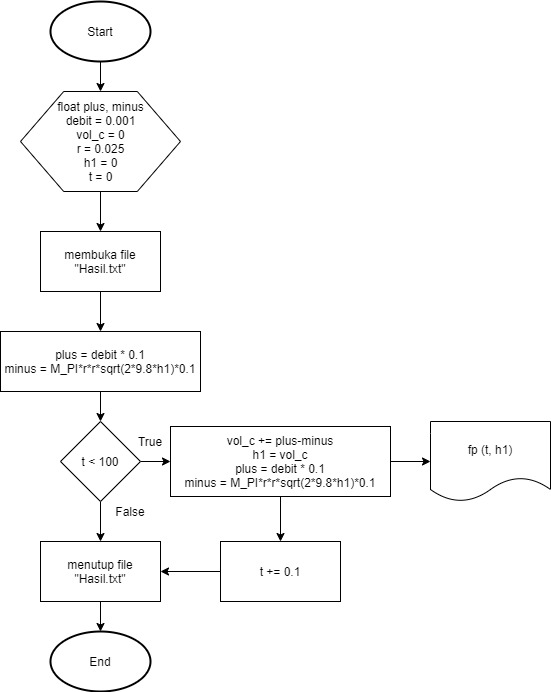 Start
float plus, minus
debit = 0.001
vol_c = 0
r = 0.025
h1 = 0
t = 0
membuka file
"Hasil.txt"
plus = debit * 0.1
minus = M_PI*r*r*sqrt(2*9.8*h1)*0.1
t < 100
True
vol_c += plus-minus
h1 = vol_c
plus = debit * 0.1
minus = M_PI*r*r*sqrt(2*9.8*h1)*0.1
fp (t, h1)
False
menutup file
"Hasil.txt"
t += 0.1
End